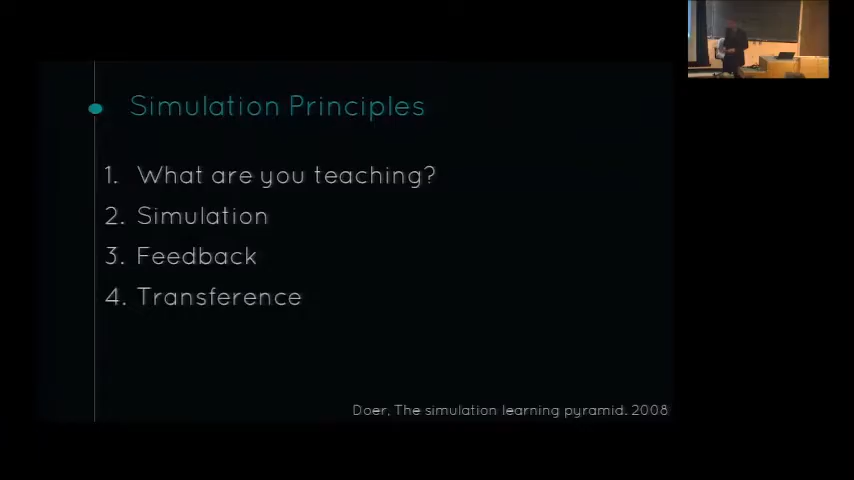 Simulation Principles
1. What are you teaching?
2. Simulation
3. Feedback
4. Transference
Doer, The simulation learning pyramid. 2008